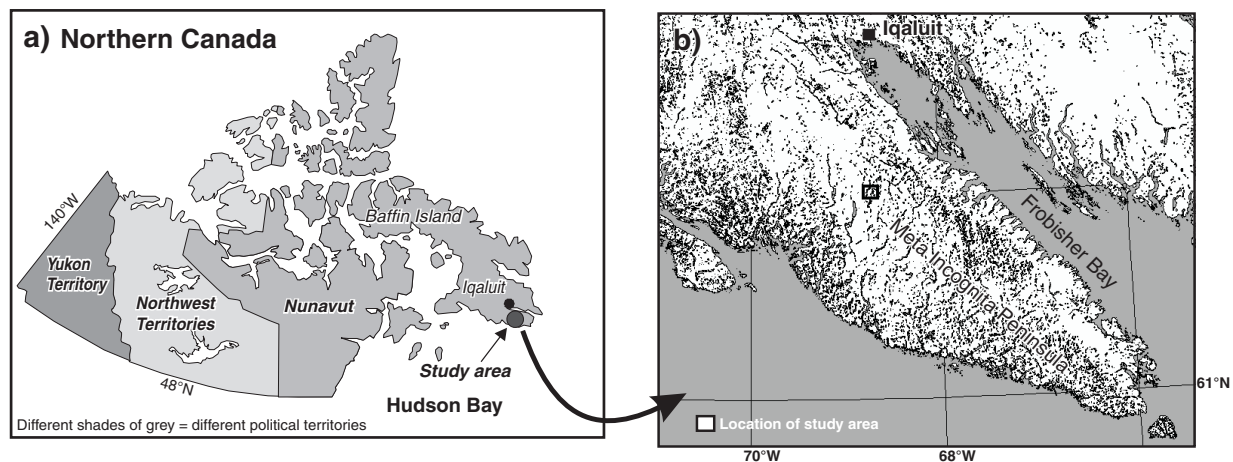 a) Northern Canada
140°W
Yukon
Territory
Northwest
Territories
Nunavut
Baffin Island
Iqaluit
Study area
48°N
Hudson Bay
Different shades of grey = different political territories
b)
Iqaluit
Frobisher Bay
Meta Incognita Peninsula
61°N
Location of study area
70°W
68°W